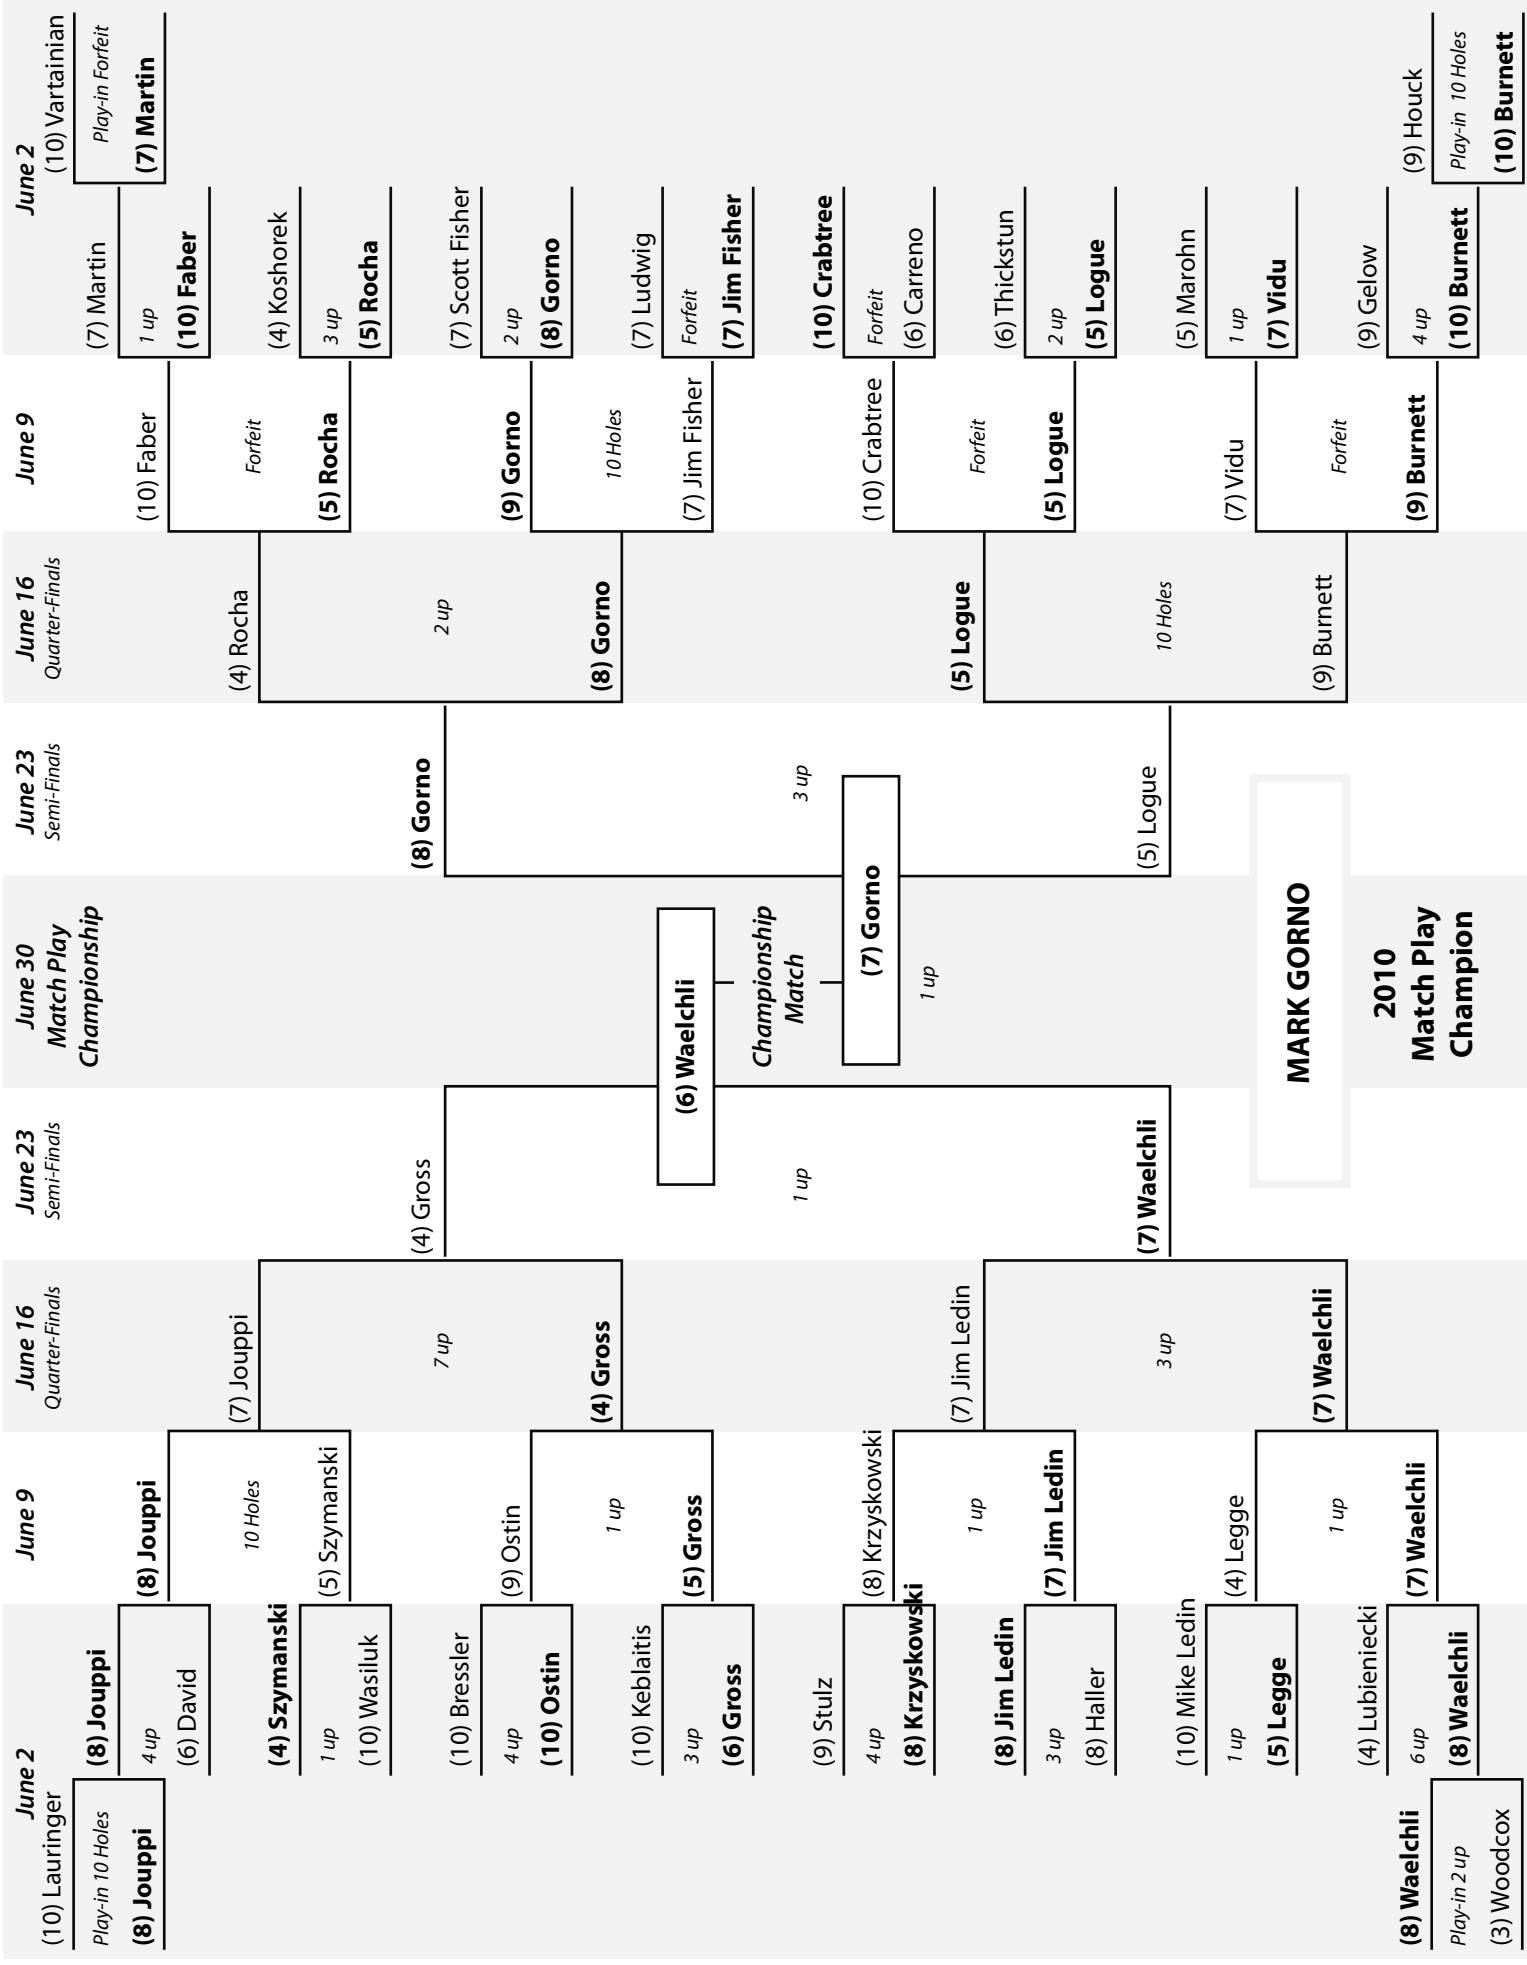 June 2
June 9
June 16
Quarter-Finals
June 23
Semi-Finals
June 30
Match Play
Championship
June 23
Semi-Finals
June 16
Quarter-Finals
June 9
June 2
(10) Lauringer
Play-in 10 Holes
(8) Jouppi
(8) Waelchli
Play-in 2 up
(3) Woodcox
(8) Jouppi
4 up
(6) David
(4) Szymanski
1 up
(10) Wasiluk
(10) Bressler
4 up
(10) Ostin
(10) Keblaitis
3 up
(6) Gross
(9) Stulz
4 up
(8) Krzyskowski
(8) Jim Ledin
3 up
(8) Haller
(10) Mike Ledin
1 up
(5) Legge
(4) Lubieniecki
6 up
(8) Waelchli
(8) Jouppi
10 Holes
(5) Szymanski
(9) Ostin
1 up
(5) Gross
(8) Krzyskowski
1 up
(7) Jim Ledin
(4) Legge
1 up
(7) Waelchli
(7) Jouppi
7 up
(4) Gross
(7) Jim Ledin
3 up
(7) Waelchli
(4) Gross
1 up
(7) Waelchli
(6) Waelchli
Championship
Match
(7) Gorno
1 up
MARK GORNO
2010
Match Play
Champion
(8) Gorno
3 up
(5) Logue
(4) Rocha
2 up
(8) Gorno
(5) Logue
10 Holes
(9) Burnett
(10) Faber
Forfeit
(5) Rocha
(9) Gorno
10 Holes
(7) Jim Fisher
(10) Crabtree
Forfeit
(5) Logue
(7) Vidu
Forfeit
(9) Burnett
(7) Martin
1 up
(10) Faber
(4) Koshorek
3 up
(5) Rocha
(7) Scott Fisher
2 up
(8) Gorno
(7) Ludwig
Forfeit
(7) Jim Fisher
(10) Crabtree
Forfeit
(6) Carreno
(6) Thickstun
2 up
(5) Logue
(5) Marohn
1 up
(7) Vidu
(9) Gelow
4 up
(10) Burnett
(10) Vartainian
Play-in Forfeit
(7) Martin
(9) Houck
Play-in 10 Holes
(10) Burnett